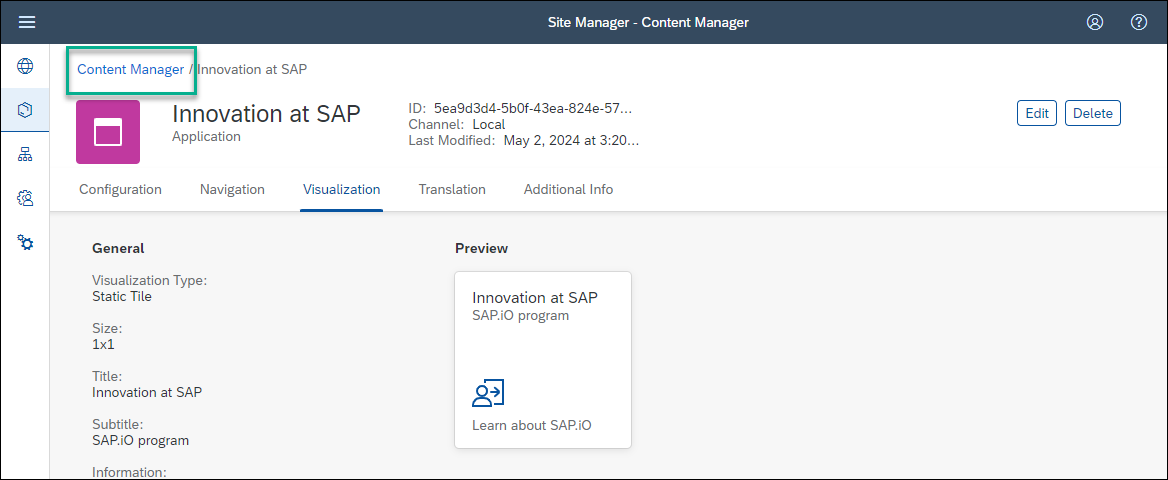 Site Manager - Content Manager
Content Manager / Innovation at SAP
Innovation at SAP
Application
ID: 5ea9d3d4-5b0f-43ea-824e-57...
Channel: Local
Last Modified: May 2, 2024 at 3:20...
Edit
Delete
Configuration
Navigation
Visualization
Translation
Additional Info
General
Visualization Type:
Static Tile
Size:
1x1
Title:
Innovation at SAP
Subtitle:
SAP.iO program
Information:
Preview
Innovation at SAP
SAP.iO program
Learn about SAP.iO